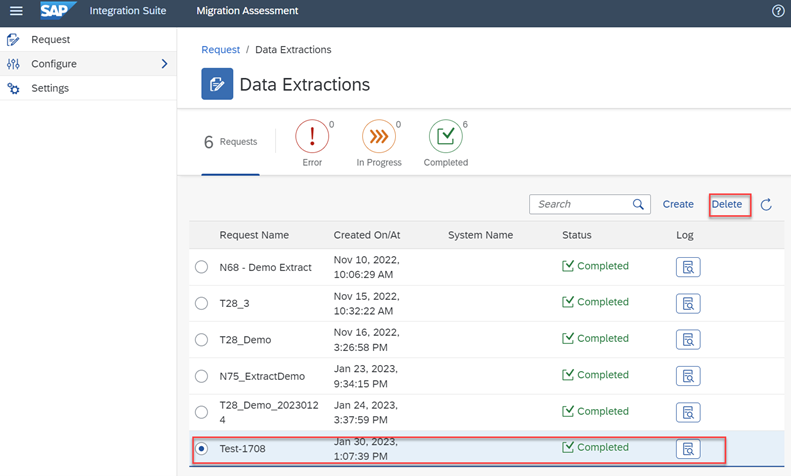 SAP Integration Suite Migration Assessment
Request
Configure
Settings
Request / Data Extractions
Data Extractions
6 Requests
0
Error
0
In Progress
6
Completed
Search Create Delete
Request Name Created On/At System Name Status Log
N68 - Demo Extract Nov 10, 2022, Completed
10:06:29 AM
T28_3 Nov 15, 2022, Completed
10:32:22 AM
T28_Demo Nov 16, 2022, Completed
3:26:58 PM
N75_ExtractDemo Jan 23, 2023, Completed
9:34:15 PM
T28_Demo_2023012 Jan 24, 2023, Completed
4 3:37:59 PM
Test-1708 Jan 30, 2023, Completed
1:07:39 PM